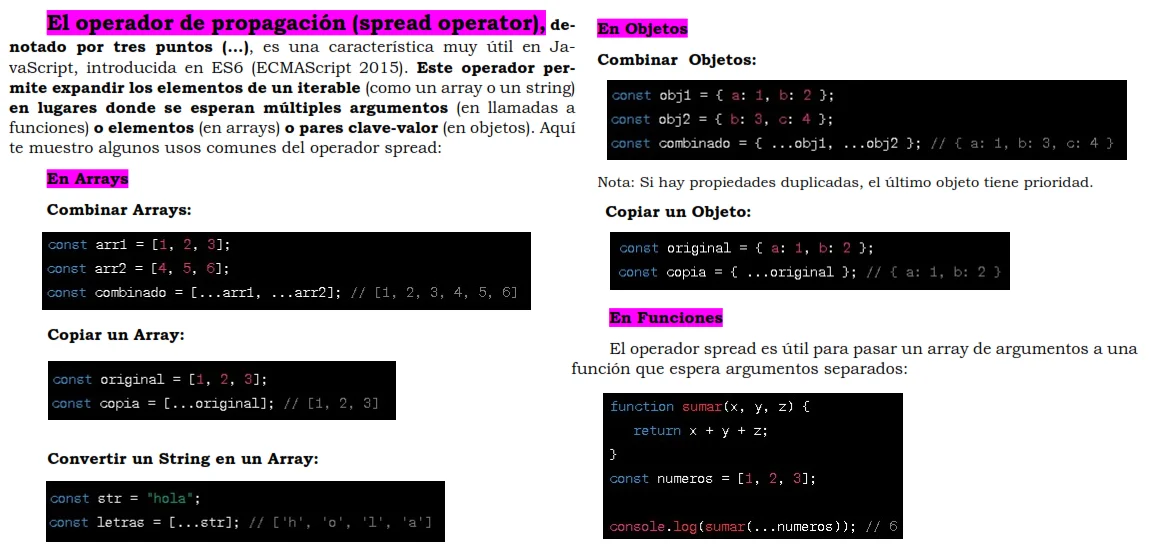 El operador de propagación (spread operator), de-
notado por tres puntos (...), es una característica muy útil en Ja-
vaScript, introducida en ES6 (ECMAScript 2015). Este operador per-
mite expandir los elementos de un iterable (como un array o un string)
en lugares donde se esperan múltiples argumentos (en llamadas a
funciones) o elementos (en arrays) o pares clave-valor (en objetos). Aquí
te muestro algunos usos comunes del operador spread:
En Arrays
Combinar Arrays:
const arr1 = [1, 2, 3];
const arr2 = [4, 5, 6];
const combinado = [...arr1, ...arr2]; // [1, 2, 3, 4, 5, 6]
Copiar un Array:
const original = [1, 2, 3];
const copia = [...original]; // [1, 2, 3]
Convertir un String en un Array:
const str = "hola";
const letras = [...str]; // ['h', 'o', 'l', 'a']
En Objetos
Combinar Objetos:
const obj1 = { a: 1, b: 2 };
const obj2 = { b: 3, c: 4 };
const combinado = { ...obj1, ...obj2 }; // { a: 1, b: 3, c: 4 }
Nota: Si hay propiedades duplicadas, el último objeto tiene prioridad.
Copiar un Objeto:
const original = { a: 1, b: 2 };
const copia = { ...original }; // { a: 1, b: 2 }
En Funciones
El operador spread es útil para pasar un array de argumentos a una
función que espera argumentos separados:
function sumar(x, y, z) {
return x + y + z;
}
const numeros = [1, 2, 3];
console.log(sumar(...numeros)); // 6